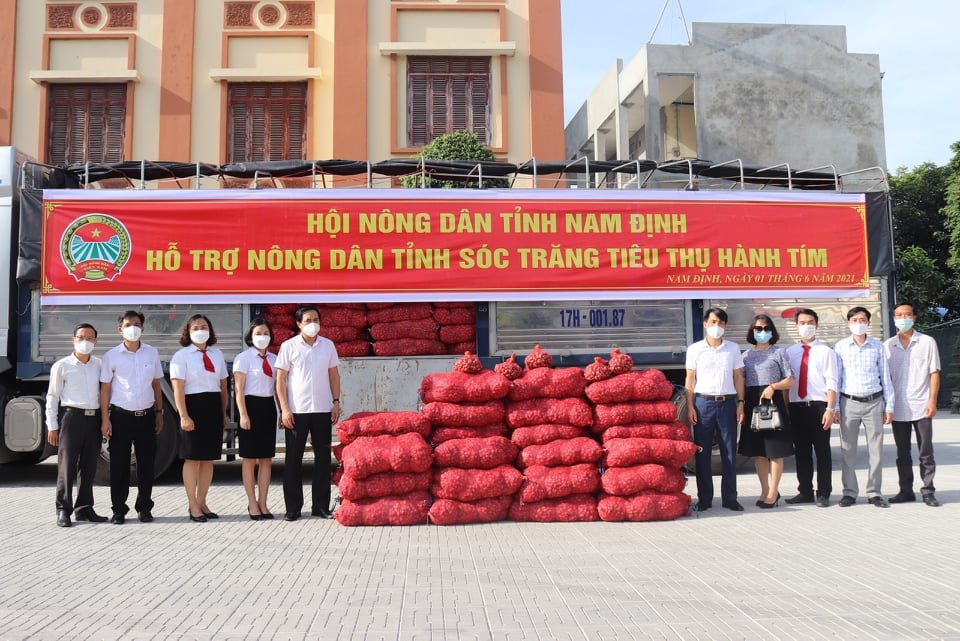 HỘI NÔNG DÂN TỈNH NAM ĐỊNH
HỖ TRỢ NÔNG DÂN TỈNH SÓC TRĂNG TIÊU THỤ HÀNH TÍM
NAM ĐỊNH, NGÀY 01 THÁNG 6 NĂM 2021
17H-001.87